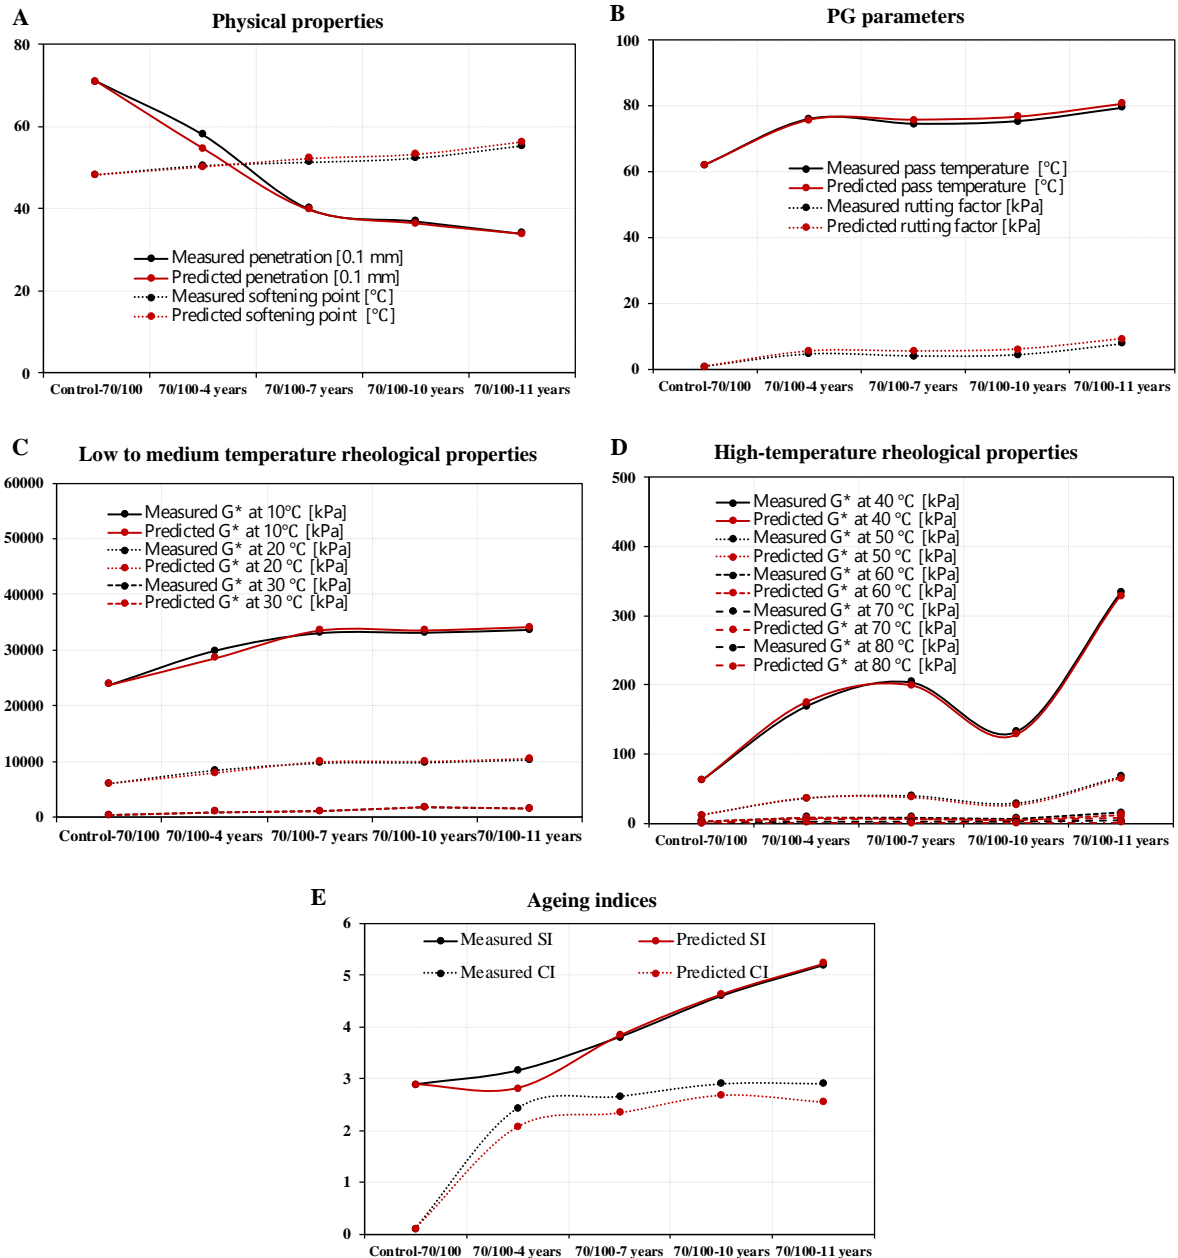 A
Physical properties
80
60
40
20
0
Measured penetration [0.1 mm]
Predicted penetration [0.1 mm]
Measured softening point [°C]
Predicted softening point [°C]
Control-70/100 70/100-4 years 70/100-7 years 70/100-10 years 70/100-11 years
B
PG parameters
100
80
60
40
20
0
Measured pass temperature [°C]
Predicted pass temperature [°C]
Measured rutting factor [kPa]
Predicted rutting factor [kPa]
Control-70/100 70/100-4 years 70/100-7 years 70/100-10 years 70/100-11 years
C
Low to medium temperature rheological properties
60000
50000
40000
30000
20000
10000
0
Measured G* at 10°C [kPa]
Predicted G* at 10°C [kPa]
Measured G* at 20 °C [kPa]
Predicted G* at 20 °C [kPa]
Measured G* at 30 °C [kPa]
Predicted G* at 30 °C [kPa]
Control-70/100 70/100-4 years 70/100-7 years 70/100-10 years 70/100-11 years
D
High-temperature rheological properties
500
400
300
200
100
0
Measured G* at 40 °C [kPa]
Predicted G* at 40 °C [kPa]
Measured G* at 50 °C [kPa]
Predicted G* at 50 °C [kPa]
Measured G* at 60 °C [kPa]
Predicted G* at 60 °C [kPa]
Measured G* at 70 °C [kPa]
Predicted G* at 70 °C [kPa]
Measured G* at 80 °C [kPa]
Predicted G* at 80 °C [kPa]
Control-70/100 70/100-4 years 70/100-7 years 70/100-10 years 70/100-11 years
E
Ageing indices
6
5
4
3
2
1
0
Measured SI Predicted SI
Measured CI Predicted CI
Control-70/100 70/100-4 years 70/100-7 years 70/100-10 years 70/100-11 years